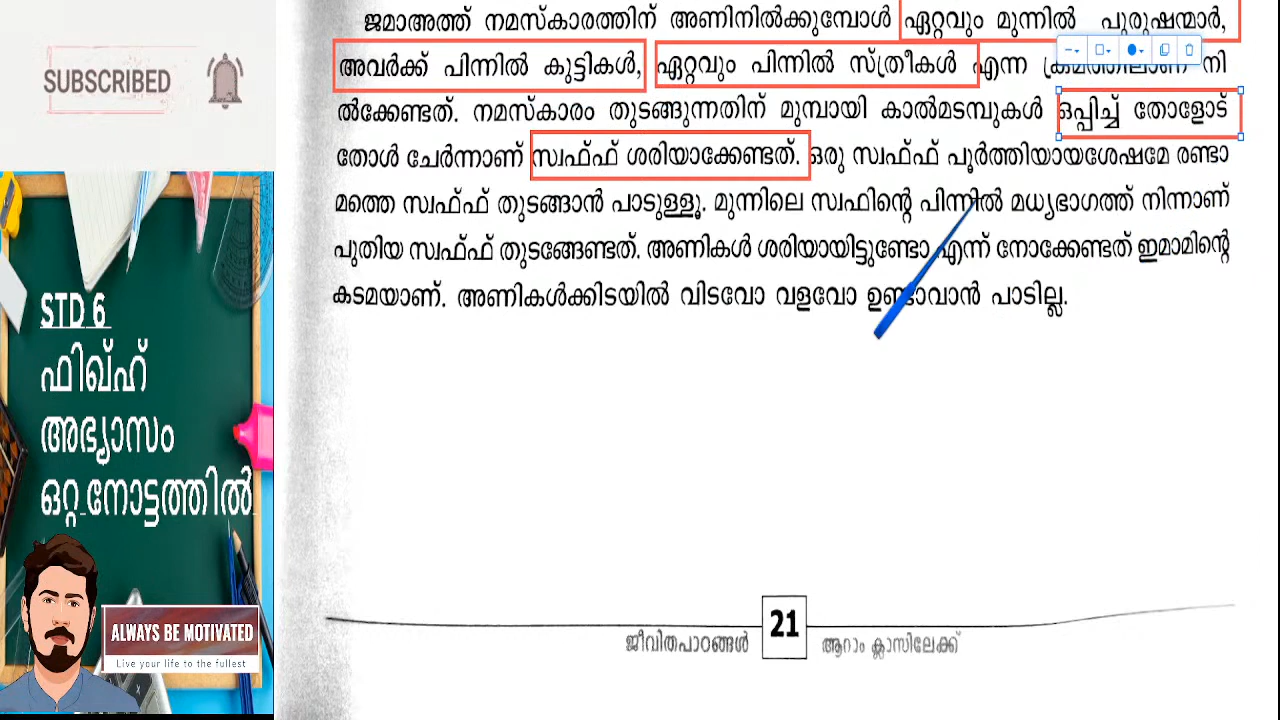 SUBSCRIBED
STD 6
ഫിഖ്ഹ്
അഭ്യാസം
ഒറ്റ നോട്ടത്തിൽ
ALWAYS BE MOTIVATED
Live your life to the fullest
ജമാഅത്ത് നമസ്കാരത്തിന് അണിനിൽക്കുമ്പോൾ ഏറ്റവും മുന്നിൽ പുരുഷന്മാർ,
അവർക്ക് പിന്നിൽ കുട്ടികൾ, ഏറ്റവും പിന്നിൽ സ്ത്രീകൾ എന്ന ക്രമത്തിലാണ് നി
ൽക്കേണ്ടത്. നമസ്കാരം തുടങ്ങുന്നതിന് മുമ്പായി കാൽമടമ്പുകൾ ഒപ്പിച്ച് തോളോട്
തോൾ ചേർന്നാണ് സ്വഫ്ഫ് ശരിയാക്കേണ്ടത്. ഒരു സ്വഫ്ഫ് പൂർത്തിയായശേഷമേ രണ്ടാ
മത്തെ സ്വഫ്ഫ് തുടങ്ങാൻ പാടുള്ളൂ. മുന്നിലെ സ്വഫിന്റെ പിന്നിൽ മധ്യഭാഗത്ത് നിന്നാണ്
പുതിയ സ്വഫ്ഫ് തുടങ്ങേണ്ടത്. അണികൾ ശരിയായിട്ടുണ്ടോ എന്ന് നോക്കേണ്ടത് ഇമാമിന്റെ
കടമയാണ്. അണികൾക്കിടയിൽ വിടവോ വളവോ ഉണ്ടാവാൻ പാടില്ല.
ജീവിതപാഠങ്ങൾ 21 ആറാം ക്ലാസിലേക്ക്